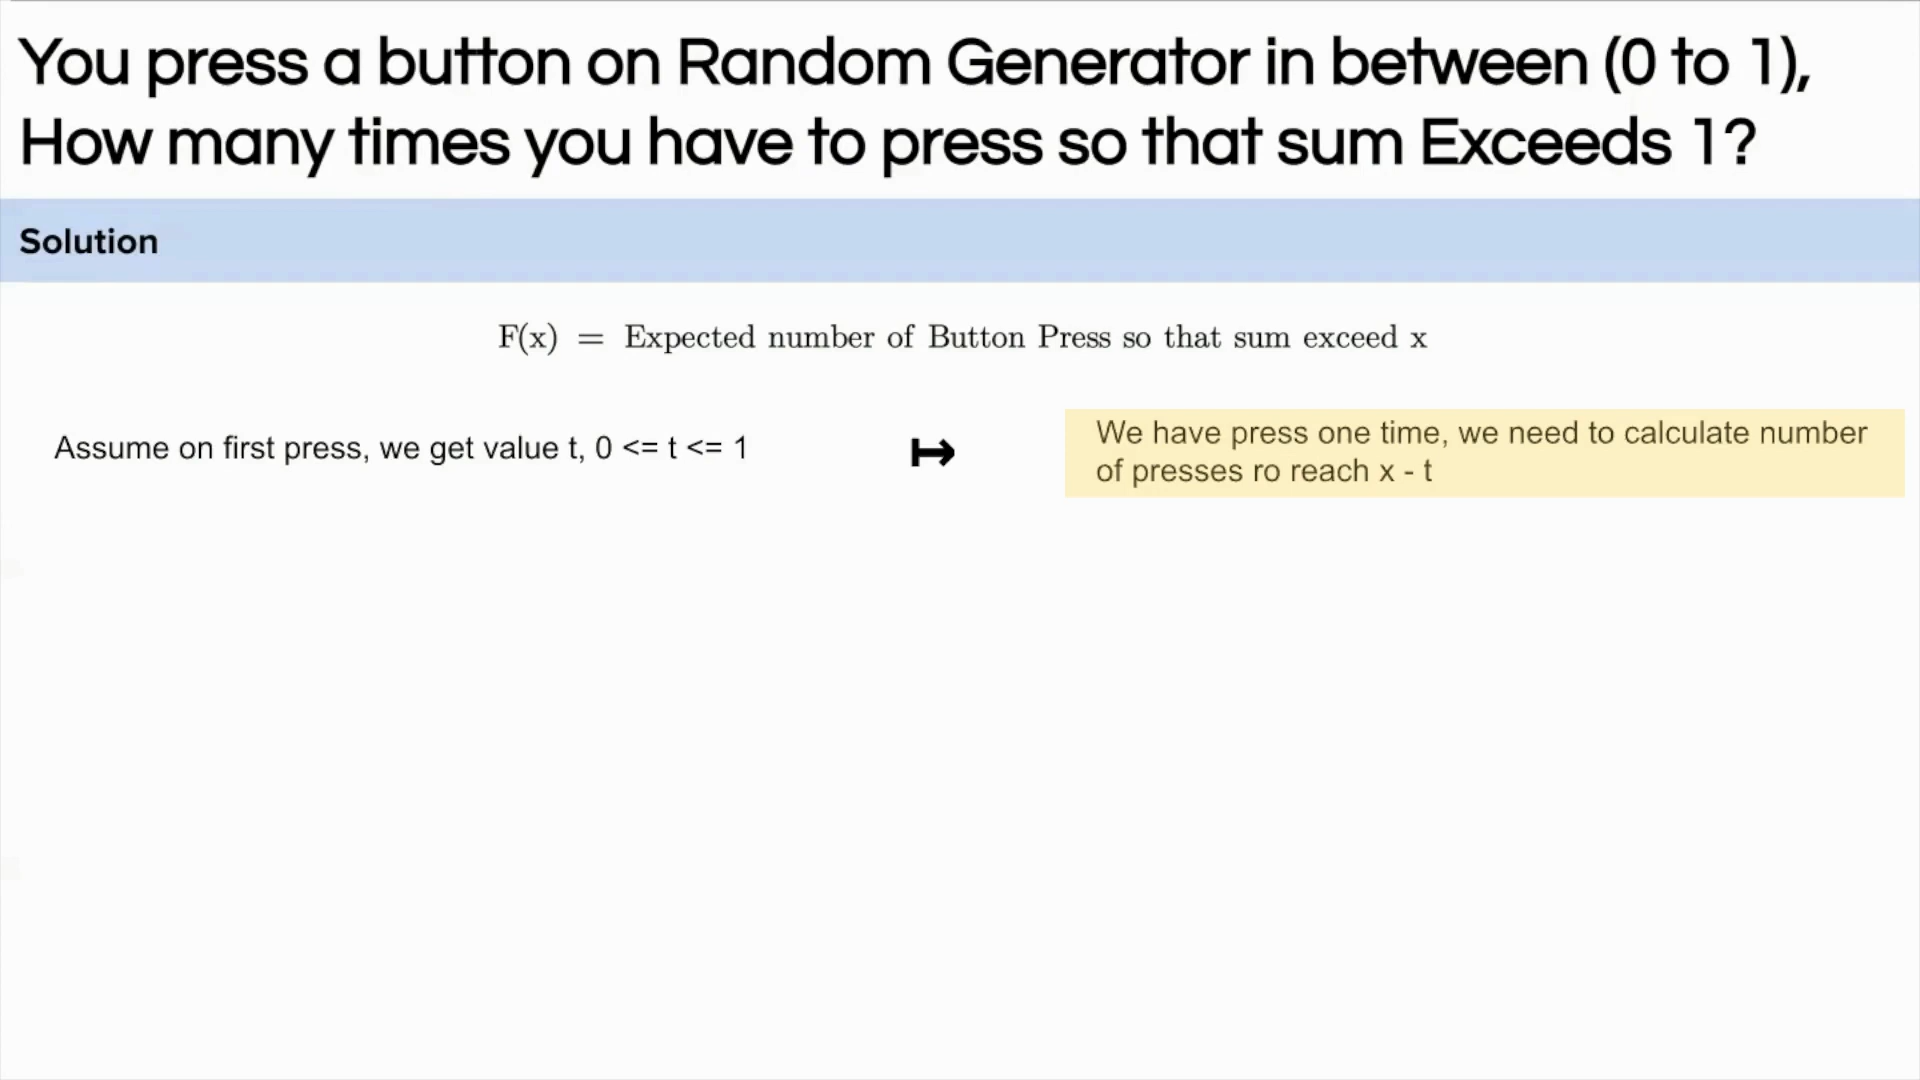 You press a button on Random Generator in between (0 to 1),
How many times you have to press so that sum Exceeds 1?
Solution
F(x) = Expected number of Button Press so that sum exceed x
Assume on first press, we get value t, 0 <= t <= 1
↦
We have press one time, we need to calculate number
of presses ro reach x - t